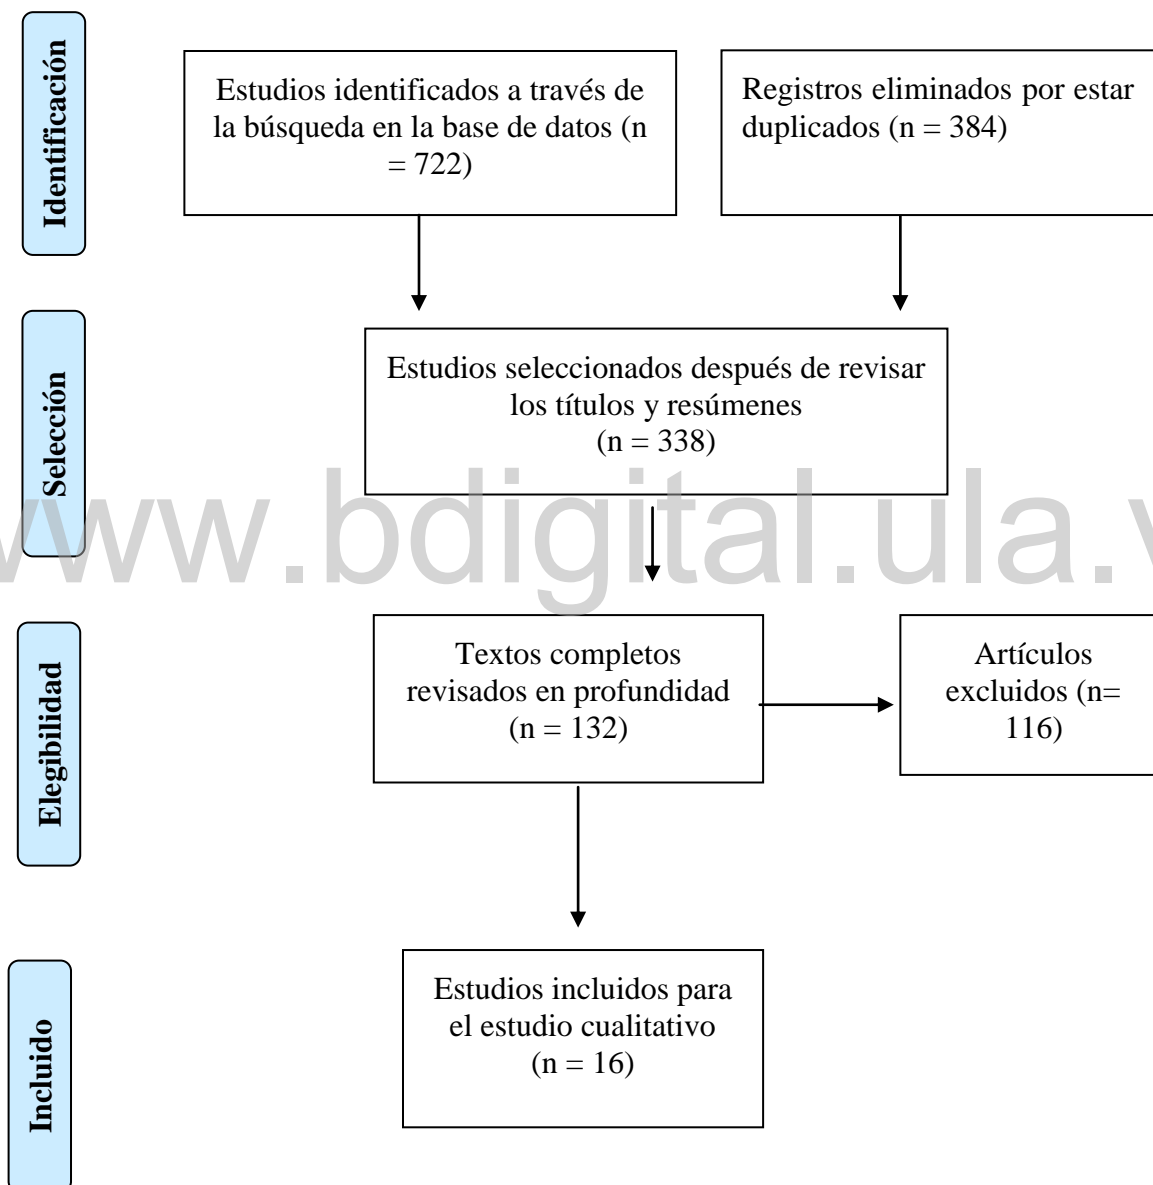 Identificación
Estudios identificados a través de
la búsqueda en la base de datos (n
= 722)
Registros eliminados por estar
duplicados (n = 384)
Selección
Estudios seleccionados después de revisar
los títulos y resúmenes
(n = 338)
www.bdigital.ula.v
Elegibilidad
Textos completos
revisados en profundidad
(n = 132)
Artículos
excluidos (n=
116)
Incluido
Estudios incluidos para
el estudio cualitativo
(n = 16)